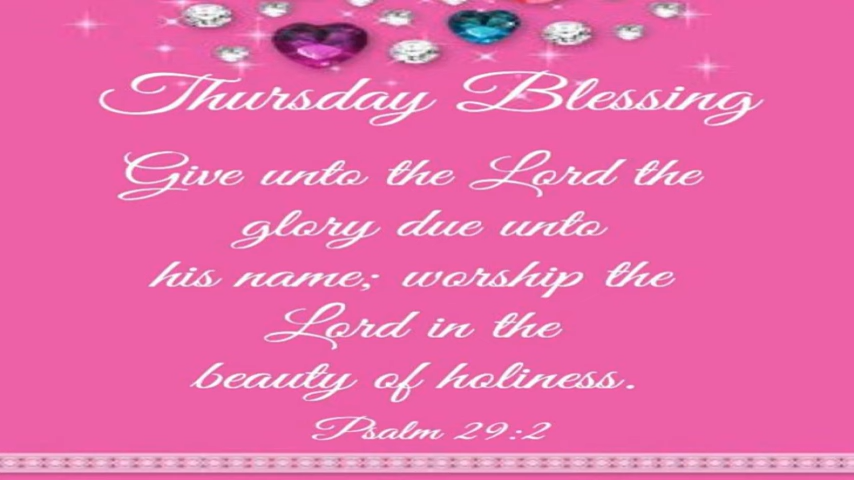 Thursday Blessing
Give unto the Lord the
glory due unto
his name; worship the
Lord in the
beauty of holiness.
Psalm 29:2